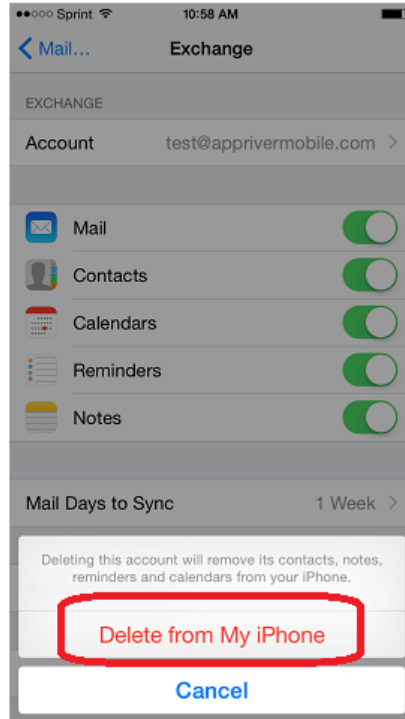 Sprint 10:58 AM
Mail... Exchange
EXCHANGE
Account test@apprivermobile.com
Mail
Contacts
Calendars
Reminders
Notes
Mail Days to Sync 1 Week
Deleting this account will remove its contacts, notes,
reminders and calendars from your iPhone.
Delete from My iPhone
Cancel